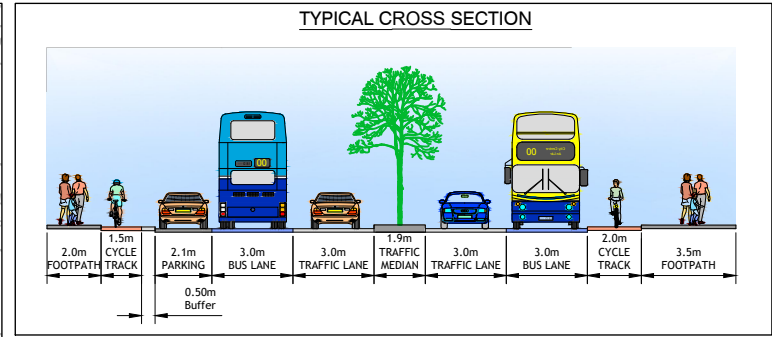 TYPICAL CROSS SECTION
00
00
2.0m
FOOTPATH
1.5m
CYCLE
TRACK
2.1m
PARKING
3.0m
BUS LANE
3.0m
TRAFFIC LANE
1.9m
TRAFFIC
MEDIAN
3.0m
TRAFFIC LANE
3.0m
BUS LANE
2.0m
CYCLE
TRACK
3.5m
FOOTPATH
0.50m
Buffer